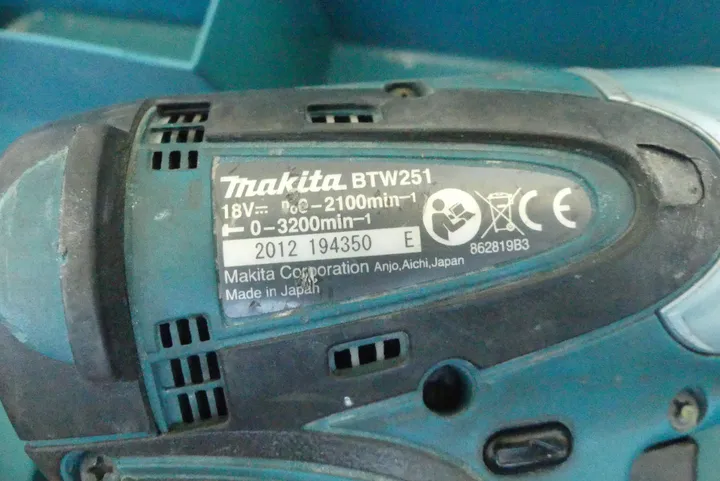 makita BTW251
18V 0-2100min⁻¹
0-3200min⁻¹
2012 194350 E
862819B3
Makita Corporation Anjo,Aichi,Japan
Made in Japan